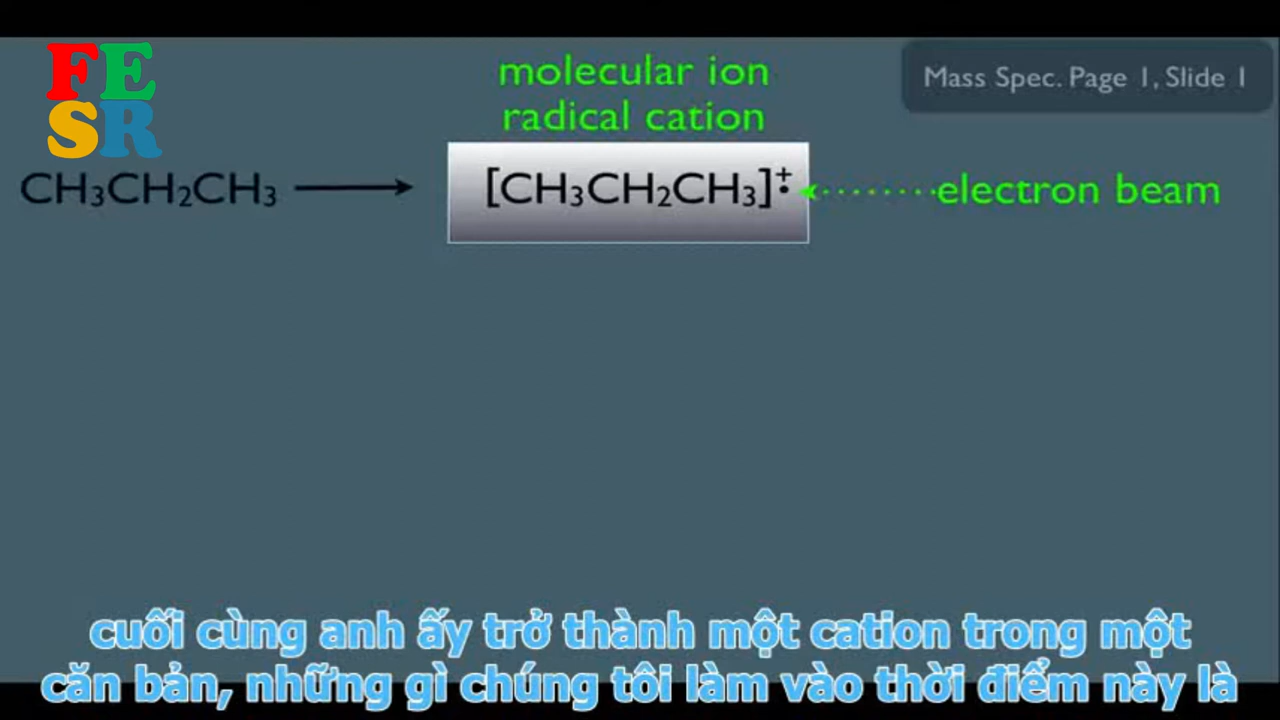 FE
SR
molecular ion
radical cation
Mass Spec. Page 1, Slide 1
CH₃CH₂CH₃
[CH₃CH₂CH₃]⁺•
electron beam
cuối cùng anh ấy trở thành một cation trong một
căn bản, những gì chúng tôi làm vào thời điểm này là